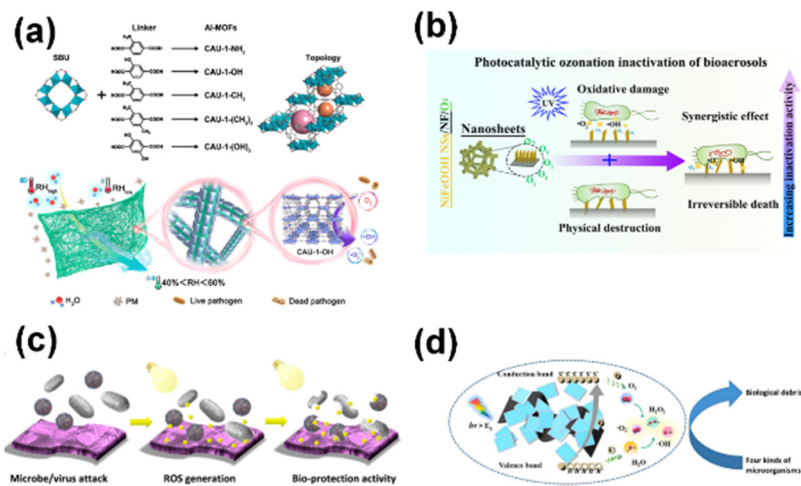 (a)
Linker
Al-MOFs
SBU
CAU-1-NH₂
CAU-1-OH
CAU-1-CH₃
CAU-1-(CH₃)₂
CAU-1-(OH)₂
Topology
CAU-1-OH
40%<RH<60%
H₂O
PM
Live pathogen
Dead pathogen
(b)
Photocatalytic ozonation inactivation of bioaerosols
UV
Oxidative damage
Synergistic effect
NiFeOOH NSs/NF/O₃
Nanosheets
Physical destruction
Irreversible death
Increasing inactivation activity
(c)
Microbe/virus attack
ROS generation
Bio-protection activity
(d)
Conduction band
O₂
H₂O₂
·O₂
·OH
H₂O
Valence band
Biological debris
Four kinds of
microorganisms